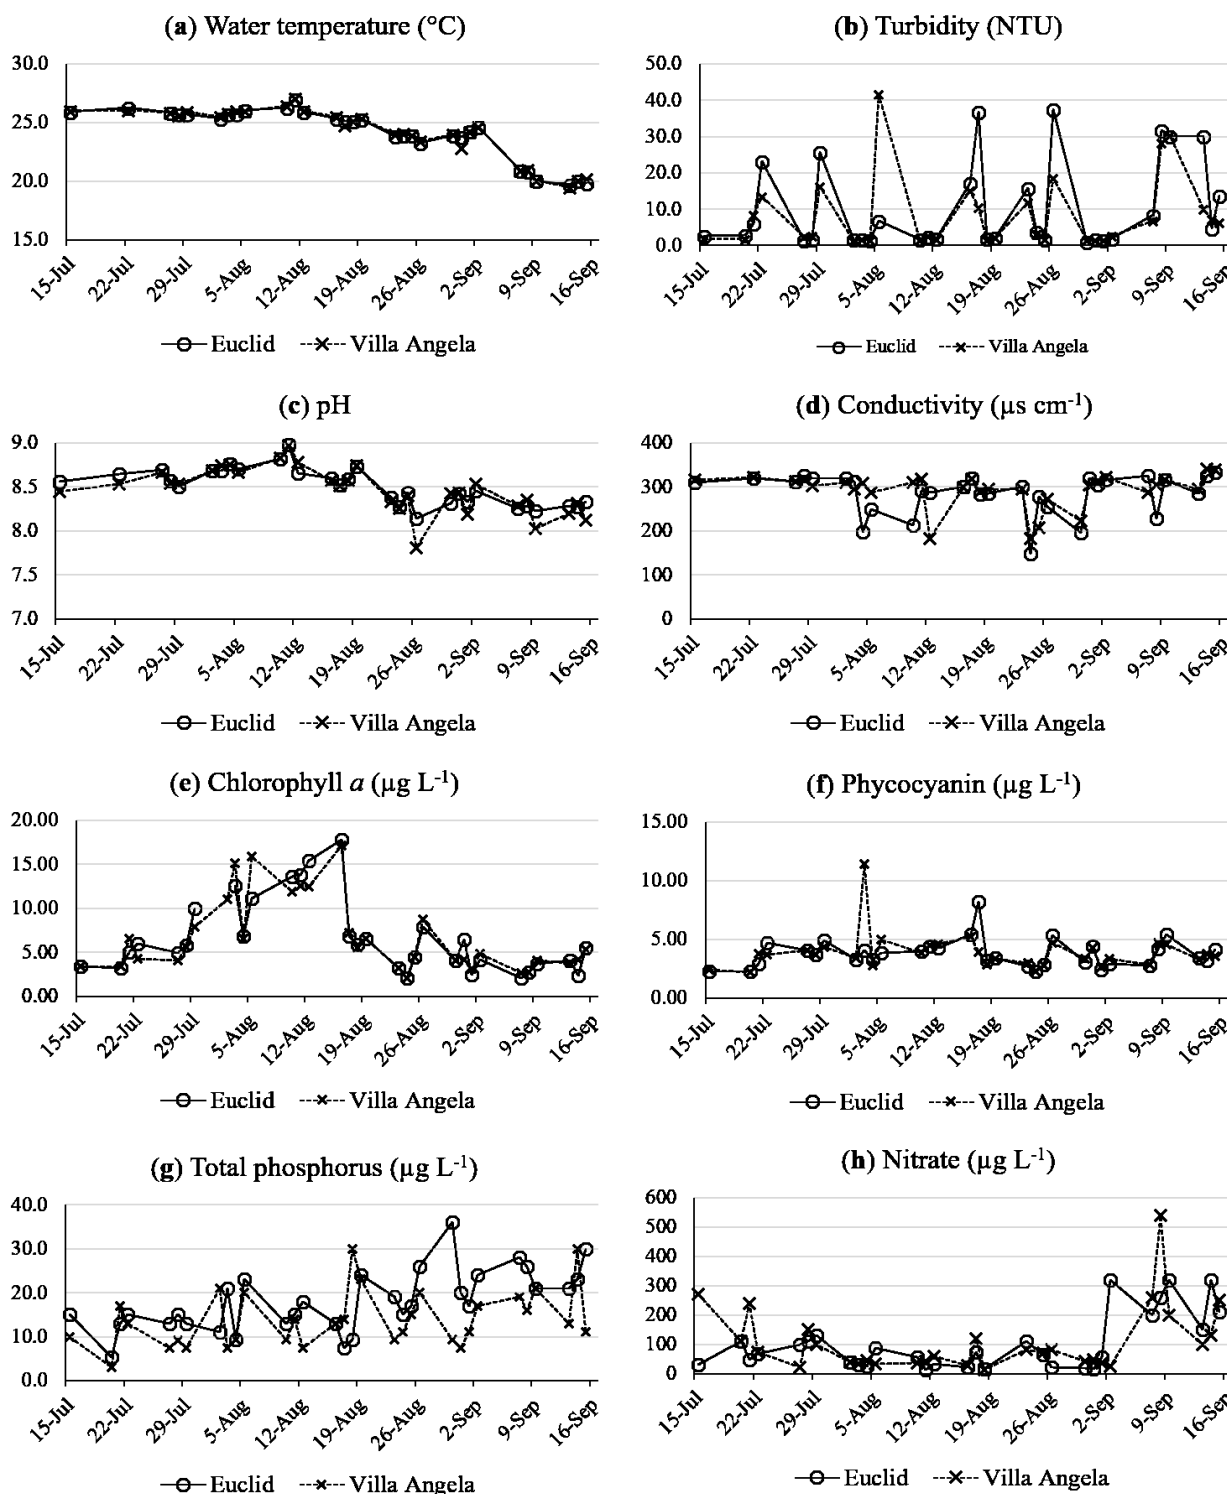 (a) Water temperature (°C)
30.0
25.0
20.0
15.0
15-Jul 22-Jul 29-Jul 5-Aug 12-Aug 19-Aug 26-Aug 2-Sep 9-Sep 16-Sep
Euclid Villa Angela
(b) Turbidity (NTU)
50.0
40.0
30.0
20.0
10.0
0.0
15-Jul 22-Jul 29-Jul 5-Aug 12-Aug 19-Aug 26-Aug 2-Sep 9-Sep 16-Sep
Euclid Villa Angela
(c) pH
9.0
8.5
8.0
7.5
7.0
15-Jul 22-Jul 29-Jul 5-Aug 12-Aug 19-Aug 26-Aug 2-Sep 9-Sep 16-Sep
Euclid Villa Angela
(d) Conductivity (µs cm⁻¹)
400
300
200
100
0
15-Jul 22-Jul 29-Jul 5-Aug 12-Aug 19-Aug 26-Aug 2-Sep 9-Sep 16-Sep
Euclid Villa Angela
(e) Chlorophyll a (µg L⁻¹)
20.00
15.00
10.00
5.00
0.00
15-Jul 22-Jul 29-Jul 5-Aug 12-Aug 19-Aug 26-Aug 2-Sep 9-Sep 16-Sep
Euclid Villa Angela
(f) Phycocyanin (µg L⁻¹)
15.00
10.00
5.00
0.00
15-Jul 22-Jul 29-Jul 5-Aug 12-Aug 19-Aug 26-Aug 2-Sep 9-Sep 16-Sep
Euclid Villa Angela
(g) Total phosphorus (µg L⁻¹)
40.0
30.0
20.0
10.0
0.0
15-Jul 22-Jul 29-Jul 5-Aug 12-Aug 19-Aug 26-Aug 2-Sep 9-Sep 16-Sep
Euclid Villa Angela
(h) Nitrate (µg L⁻¹)
600
500
400
300
200
100
0
15-Jul 22-Jul 29-Jul 5-Aug 12-Aug 19-Aug 26-Aug 2-Sep 9-Sep 16-Sep
Euclid Villa Angela